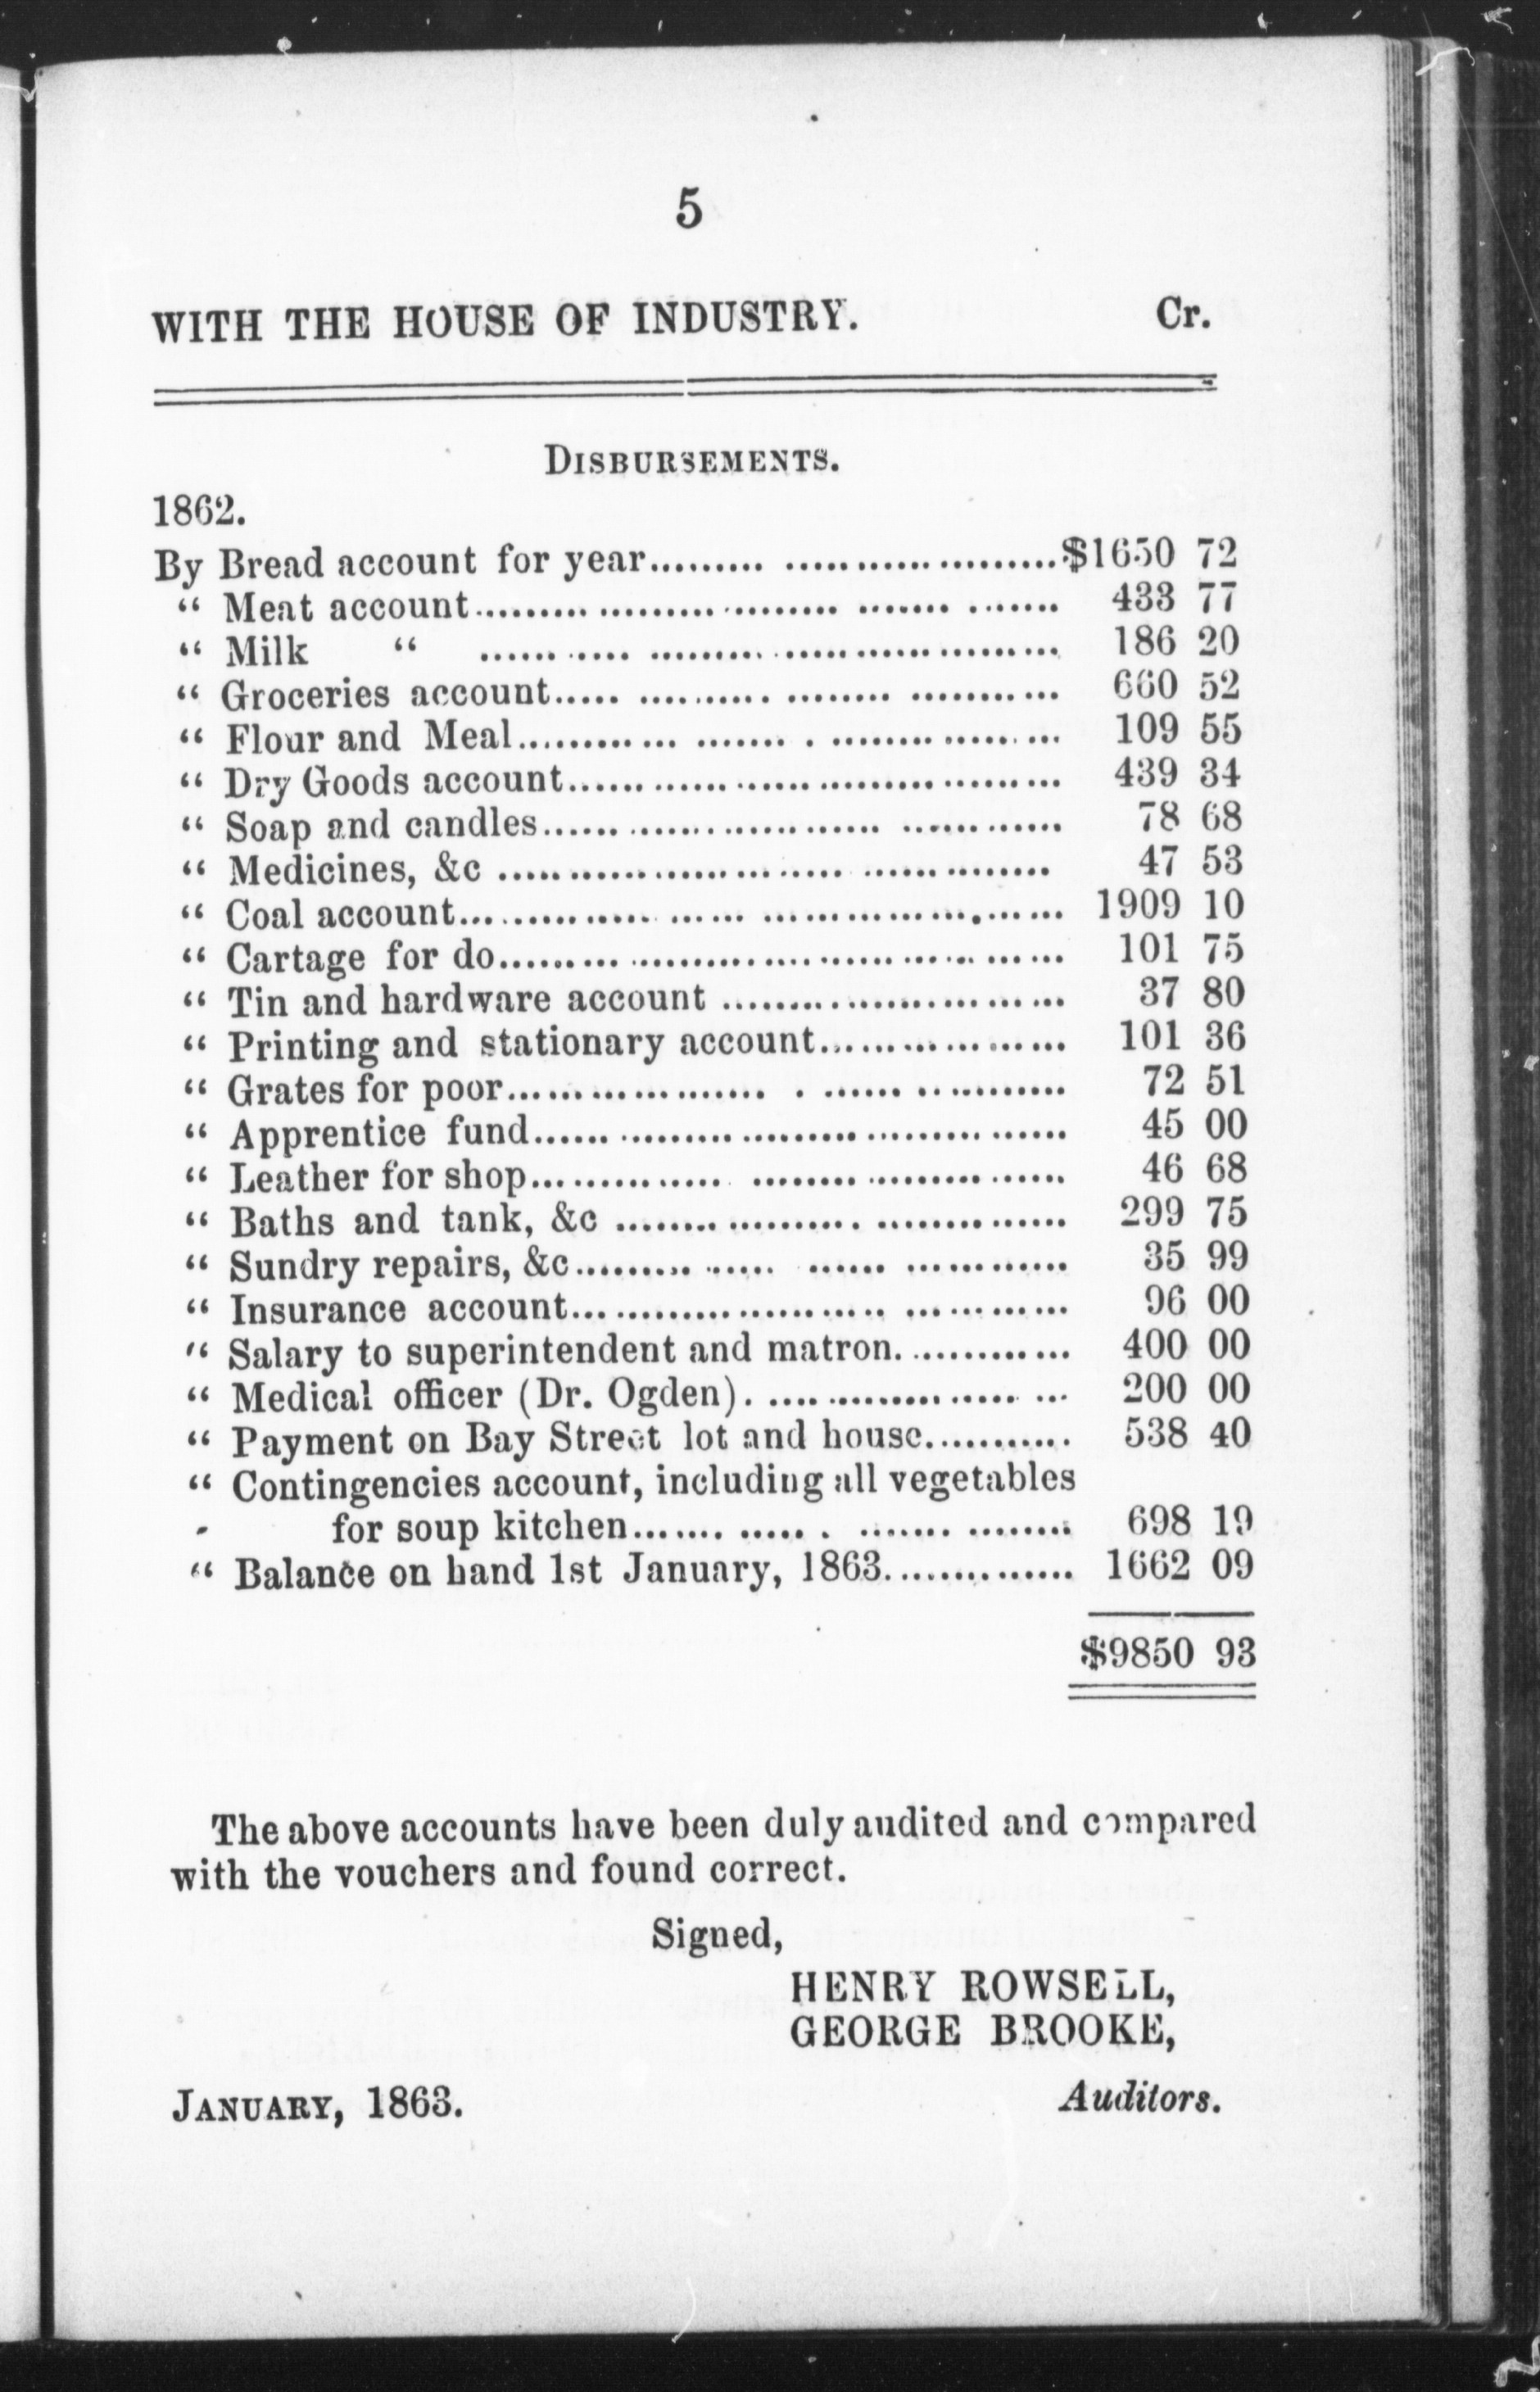 5
WITH THE HOUSE OF INDUSTRY. Cr.
DISBURSEMENTS.
1862.
By Bread account for year.................................$1650 72
“ Meat account................................. 433 77
“ Milk “ ................................. 186 20
“ Groceries account................................. 660 52
“ Flour and Meal................................. 109 55
“ Dry Goods account................................. 439 34
“ Soap and candles................................. 78 68
“ Medicines, &c ................................. 47 53
“ Coal account................................. 1909 10
“ Cartage for do................................. 101 75
“ Tin and hardware account ........................ 37 80
“ Printing and stationary account.................. 101 36
“ Grates for poor................................. 72 51
“ Apprentice fund................................. 45 00
“ Leather for shop................................. 46 68
“ Baths and tank, &c ................................. 299 75
“ Sundry repairs, &c................................. 35 99
“ Insurance account................................. 96 00
“ Salary to superintendent and matron............. 400 00
“ Medical officer (Dr. Ogden)..................... 200 00
“ Payment on Bay Street lot and house........... 538 40
“ Contingencies account, including all vegetables
for soup kitchen........................ 698 19
“ Balance on hand 1st January, 1863.............. 1662 09
$9850 93
The above accounts have been duly audited and compared
with the vouchers and found correct.
Signed,
HENRY ROWSELL,
GEORGE BROOKE,
JANUARY, 1863. Auditors.